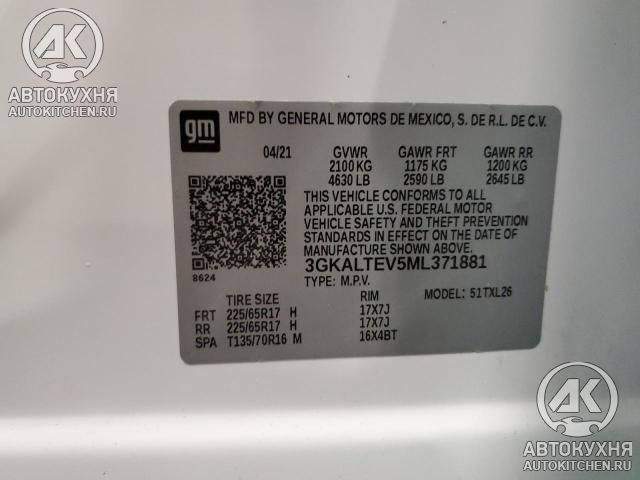 AK
АВТОКУХНЯ
AUTOKITCHEN.RU
gm
MFD BY GENERAL MOTORS DE MEXICO, S. DE R.L. DE C.V.
04/21 GVWR GAWR FRT GAWR RR
2100 KG 1175 KG 1200 KG
4630 LB 2590 LB 2645 LB
THIS VEHICLE CONFORMS TO ALL
APPLICABLE U.S. FEDERAL MOTOR
VEHICLE SAFETY AND THEFT PREVENTION
STANDARDS IN EFFECT ON THE DATE OF
MANUFACTURE SHOWN ABOVE.
3GKALTEV5ML371881
8624
TYPE: M.P.V.
MODEL: 51TXL26
TIRE SIZE RIM
FRT 225/65R17 H 17X7J
RR 225/65R17 H 17X7J
SPA T135/70R16 M 16X4BT
AK
АВТОКУХНЯ
AUTOKITCHEN.RU